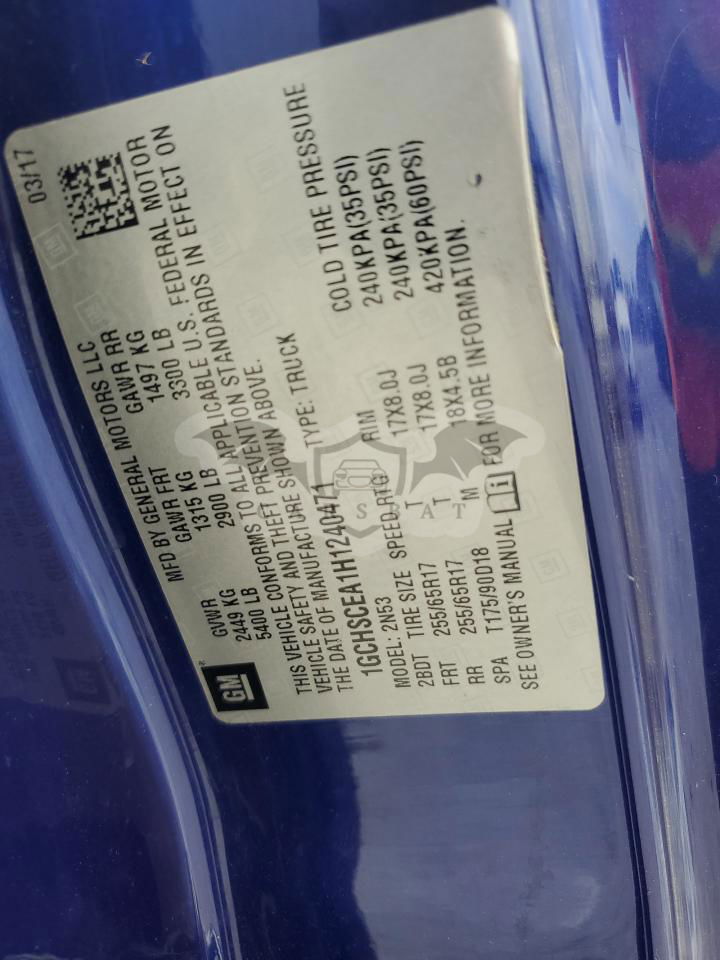 03/17
GM
MFD BY GENERAL MOTORS LLC
GVWR GAWR FRT GAWR RR
2449 KG 1315 KG 1497 KG
5400 LB 2900 LB 3300 LB
THIS VEHICLE CONFORMS TO ALL APPLICABLE U.S. FEDERAL MOTOR
VEHICLE SAFETY AND THEFT PREVENTION STANDARDS IN EFFECT ON
THE DATE OF MANUFACTURE SHOWN ABOVE.
1GCHSCEA1H1240471 TYPE: TRUCK
MODEL: 2N53
2BDT TIRE SIZE SPEED RTG RIM COLD TIRE PRESSURE
FRT 255/65R17 T 17X8.0J 240KPA(35PSI)
RR 255/65R17 T 17X8.0J 240KPA(35PSI)
SPA T175/90D18 M 18X4.5B 420KPA(60PSI)
SEE OWNER'S MANUAL FOR MORE INFORMATION.